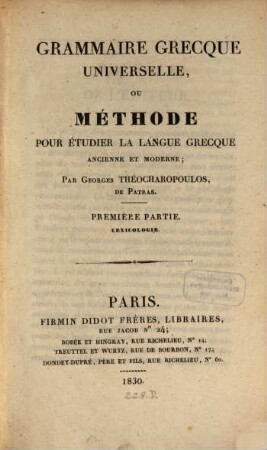 GRAMMAIRE GRECQUE
UNIVERSELLE,
OU
MÉTHODE
POUR ÉTUDIER LA LANGUE GRECQUE
ANCIENNE ET MODERNE;
PAR GEORGES THÉOCHAROPOULOS,
DE PATRAS.
PREMIÈRE PARTIE.
LEXICOLOGIE.
PARIS.
FIRMIN DIDOT FRÈRES, LIBRAIRES,
RUE JACOB Nº 24;
BOBÉE ET HINGRAY, RUE RICHELIEU, Nº 14;
TREUTTEL ET WURTZ, RUE DE BOURBON, Nº 17;
DONDEY-DUPRÉ, PÈRE ET FILS, RUE RICHELIEU, Nº 60.
1830.